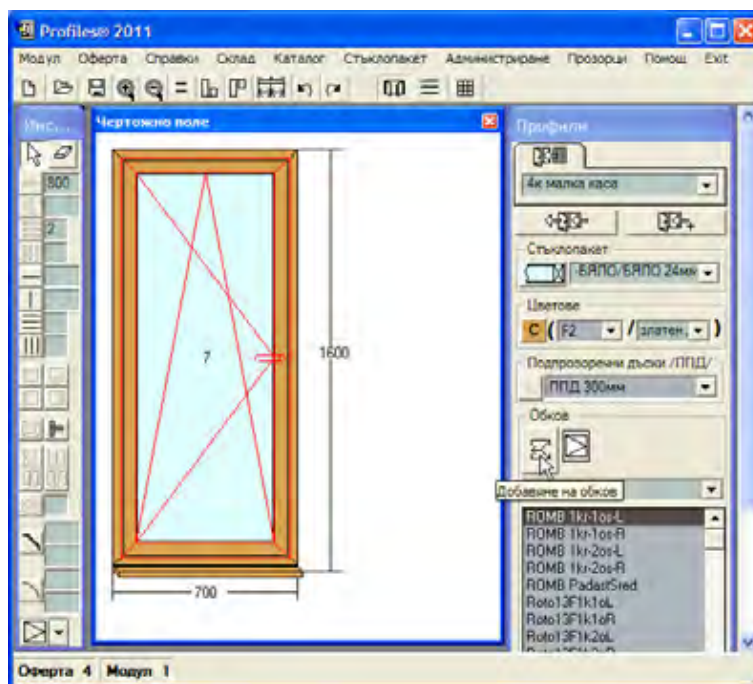 Profiles® 2011
Модул Оферта Справки Склад Каталог Стъклопакет Администриране Прозорци Помощ Exit
Инс...
800
2
Чертожно поле
7
1600
700
Профили
4к малка каса
Стъклопакет
-БЯЛО/БЯЛО 24мм
Цветове
C ( F2 / златен. )
Подпрозоречни дъски /ППД/
ППД 300мм
Обков
Добавяне на обков
ROMB 1kr-1os-L
ROMB 1kr-1os-R
ROMB 1kr-2os-L
ROMB 1kr-2os-R
ROMB PadastSred
Roto13F1k1oL
Roto13F1k1oR
Roto13F1k2oL
Оферта 4 Модул 1